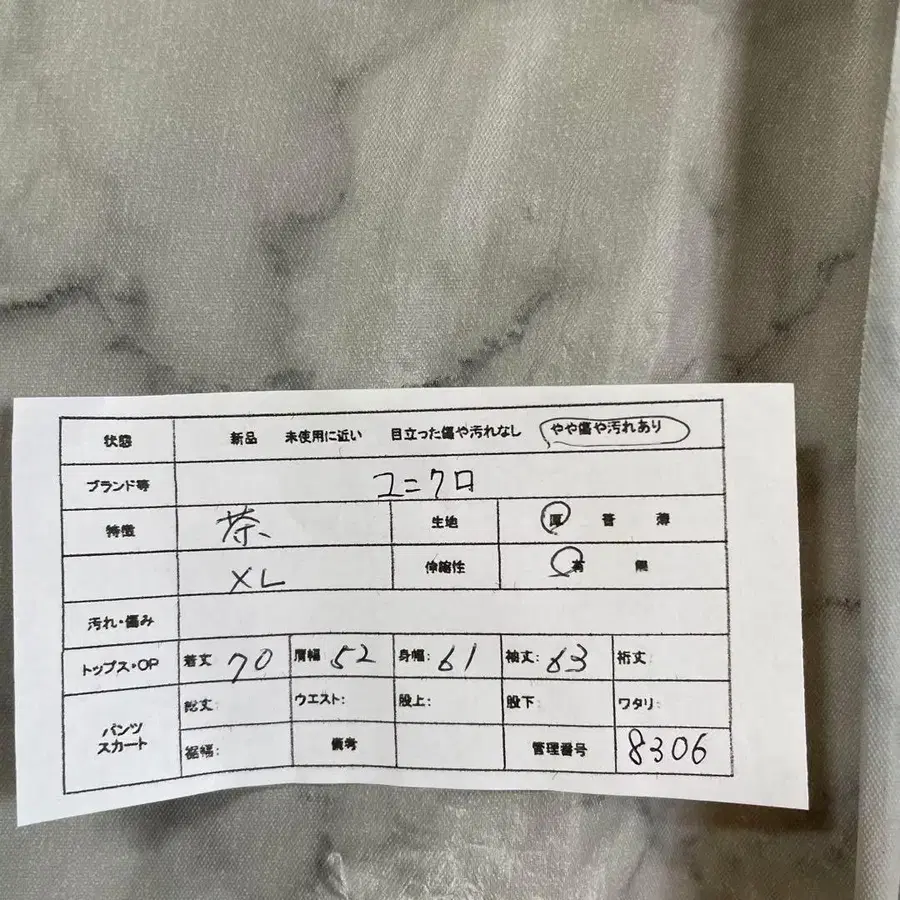 状態 新品 未使用に近い 目立った傷や汚れなし やや傷や汚れあり
ブランド等 ユニクロ
特徴 茶、 生地 厚 普 薄
XL 伸縮性 有 無
汚れ・傷み
トップス・OP 着丈 70 肩幅: 52 身幅: 61 袖丈: 63 裄丈:
パンツ スカート
総丈: ウエスト: 股上: 股下: ワタリ:
裾幅: 備考 管理番号 8306